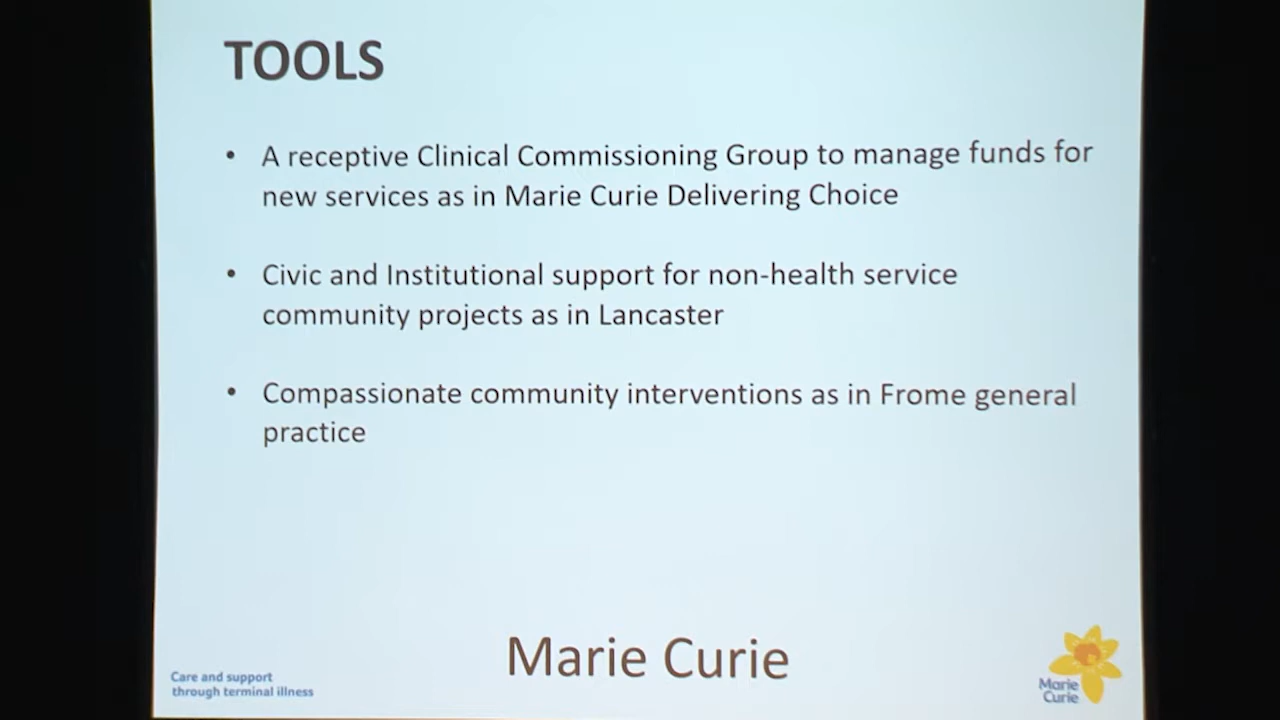 TOOLS
• A receptive Clinical Commissioning Group to manage funds for
new services as in Marie Curie Delivering Choice
• Civic and Institutional support for non-health service
community projects as in Lancaster
• Compassionate community interventions as in Frome general
practice
Marie Curie
Care and support
through terminal illness
Marie
Curie